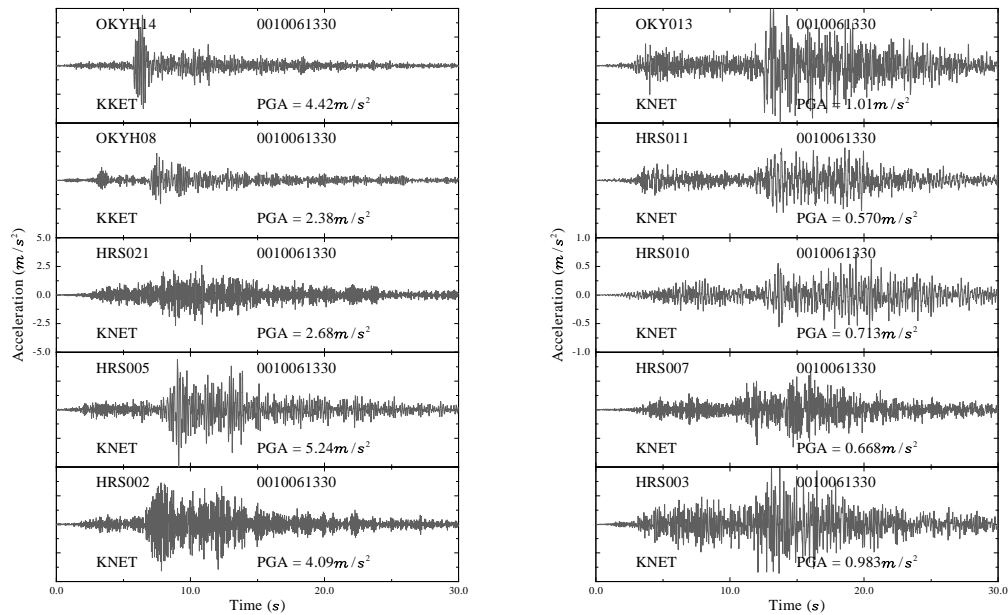 OKYH14 0010061330
KKET PGA = 4.42m/s²
OKYH08 0010061330
KKET PGA = 2.38m/s²
5.0
HRS021 0010061330
2.5
0.0
-2.5
KNET PGA = 2.68m/s²
-5.0
Acceleration (m/s²)
HRS005 0010061330
KNET PGA = 5.24m/s²
HRS002 0010061330
KNET PGA = 4.09m/s²
0.0 10.0 20.0 30.0
Time (s)
OKY013 0010061330
KNET PGA = 1.01m/s²
HRS011 0010061330
KNET PGA = 0.570m/s²
1.0
HRS010 0010061330
0.5
0.0
-0.5
KNET PGA = 0.713m/s²
-1.0
Acceleration (m/s²)
HRS007 0010061330
KNET PGA = 0.668m/s²
HRS003 0010061330
KNET PGA = 0.983m/s²
0.0 10.0 20.0 30.0
Time (s)